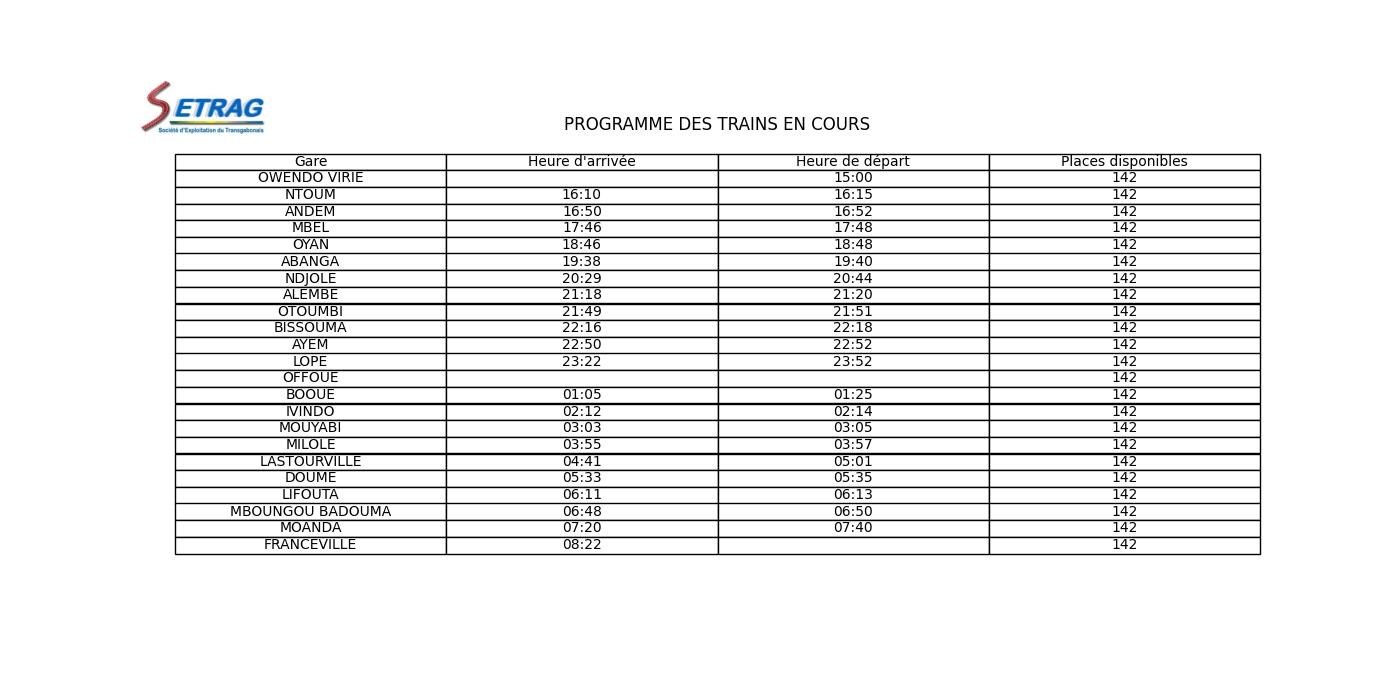 SETRAG
Société d'Exploitation du Transgabonais
PROGRAMME DES TRAINS EN COURS
Gare Heure d'arrivée Heure de départ Places disponibles
OWENDO VIRIE 15:00 142
NTOUM 16:10 16:15 142
ANDEM 16:50 16:52 142
MBEL 17:46 17:48 142
OYAN 18:46 18:48 142
ABANGA 19:38 19:40 142
NDJOLE 20:29 20:44 142
ALEMBE 21:18 21:20 142
OTOUMBI 21:49 21:51 142
BISSOUMA 22:16 22:18 142
AYEM 22:50 22:52 142
LOPE 23:22 23:52 142
OFFOUE 142
BOOUE 01:05 01:25 142
IVINDO 02:12 02:14 142
MOUYABI 03:03 03:05 142
MILOLE 03:55 03:57 142
LASTOURVILLE 04:41 05:01 142
DOUME 05:33 05:35 142
LIFOUTA 06:11 06:13 142
MBOUNGOU BADOUMA 06:48 06:50 142
MOANDA 07:20 07:40 142
FRANCEVILLE 08:22 142